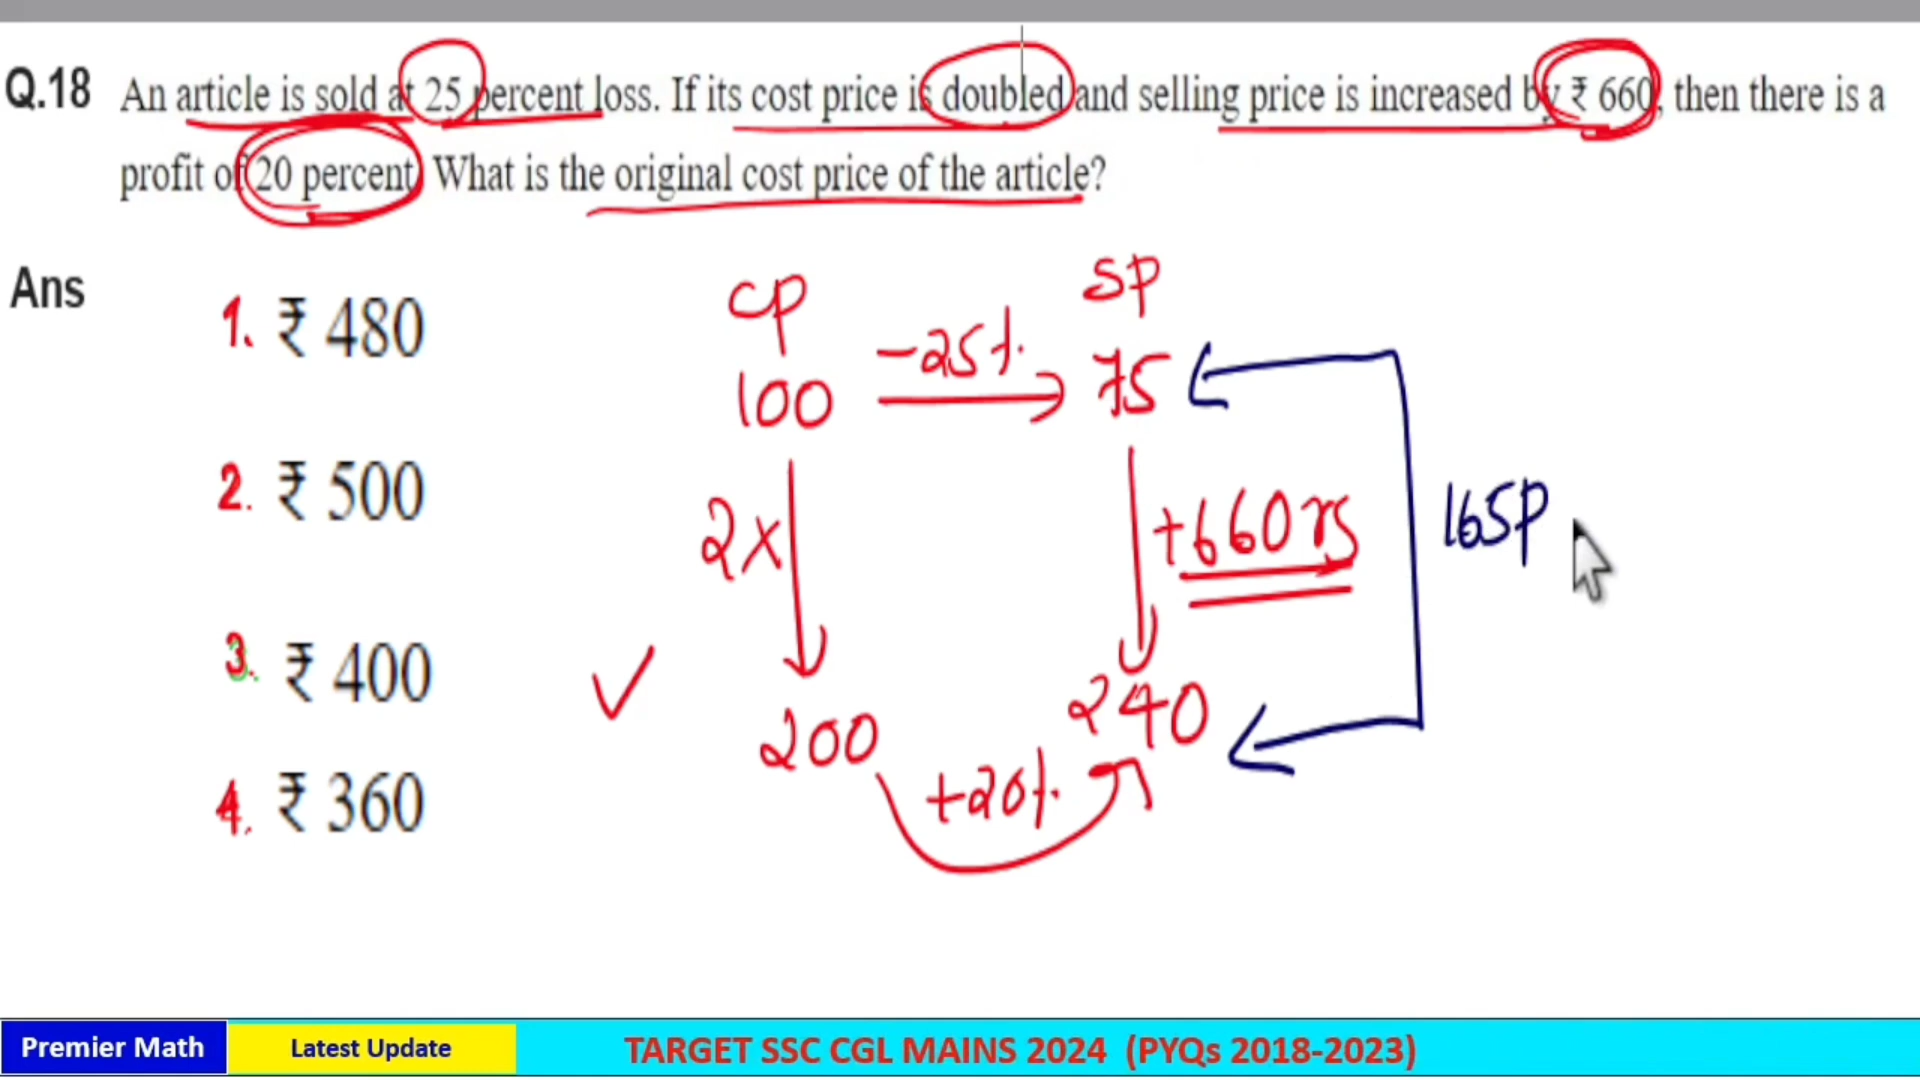 Q.18 An article is sold at 25 percent loss. If its cost price is doubled and selling price is increased by ₹ 660, then there is a
profit of 20 percent. What is the original cost price of the article?
Ans
1. ₹ 480
2. ₹ 500
3. ₹ 400
4. ₹ 360
CP SP
100 -25% 75
2x +660 rs 165P
200 240
+20%
Premier Math Latest Update TARGET SSC CGL MAINS 2024 (PYQs 2018-2023)